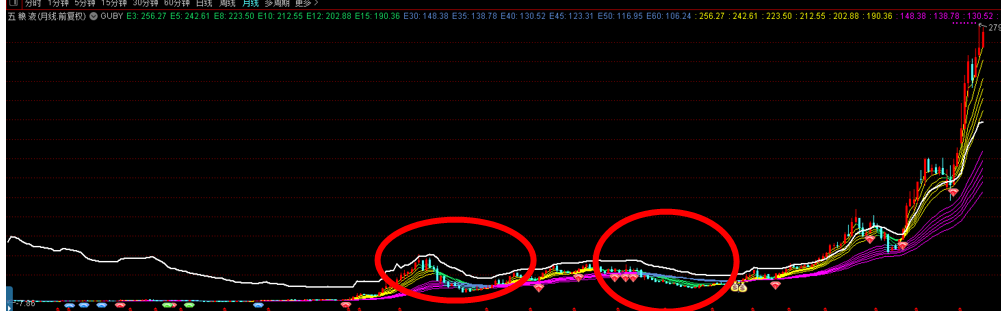 分时 1分钟 5分钟 15分钟 30分钟 60分钟 日线 周线 月线 多周期 更多>
五粮液(月线.前复权) GUBY E3: 256.27 E5: 242.61 E8: 223.50 E10: 212.55 E12: 202.88 E15: 190.36 E30: 148.38 E35: 138.78 E40: 130.52 E45: 123.31 E50: 116.95 E60: 106.24 : 256.27 : 242.61 : 223.50 : 212.55 : 202.88 : 190.36 : 148.38 : 138.78 : 130.52
279
7.86